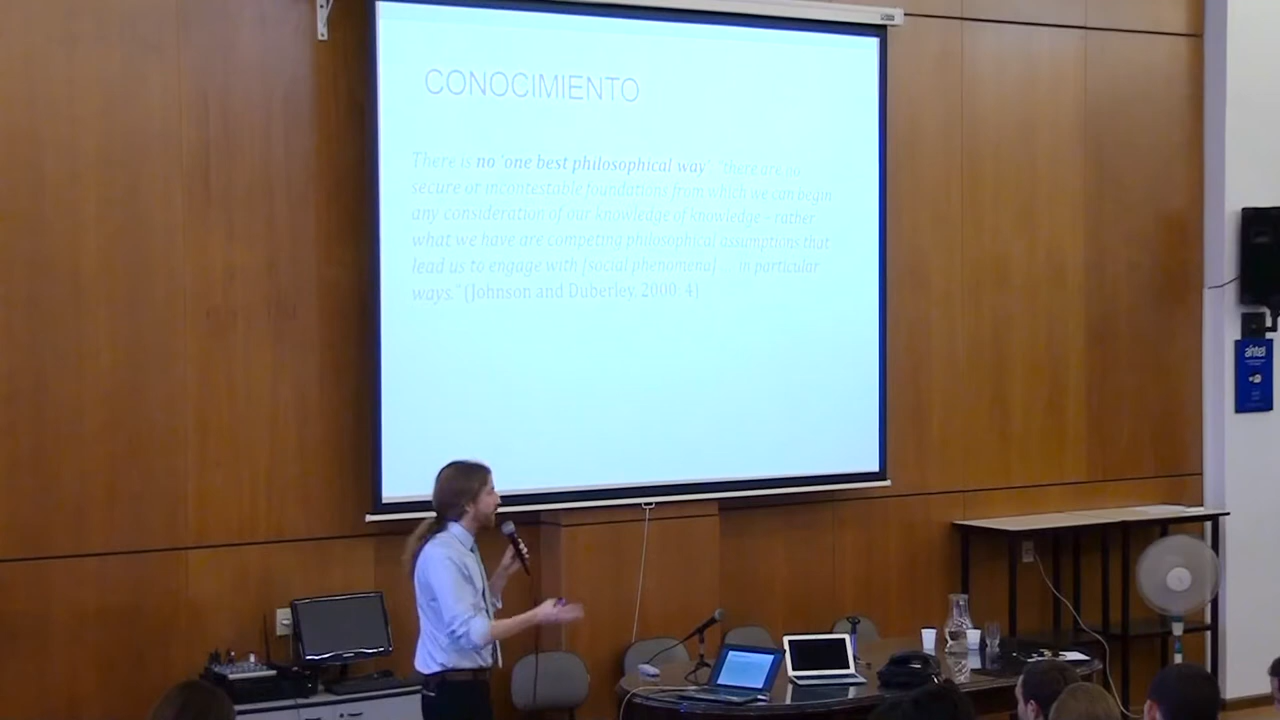 CONOCIMIENTO
There is no 'one best philosophical way': "there are no
secure or incontestable foundations from which we can begin
any consideration of our knowledge of knowledge - rather
what we have are competing philosophical assumptions that
lead us to engage with [social phenomena] ... in particular
ways." (Johnson and Duberley, 2000: 4)
antel